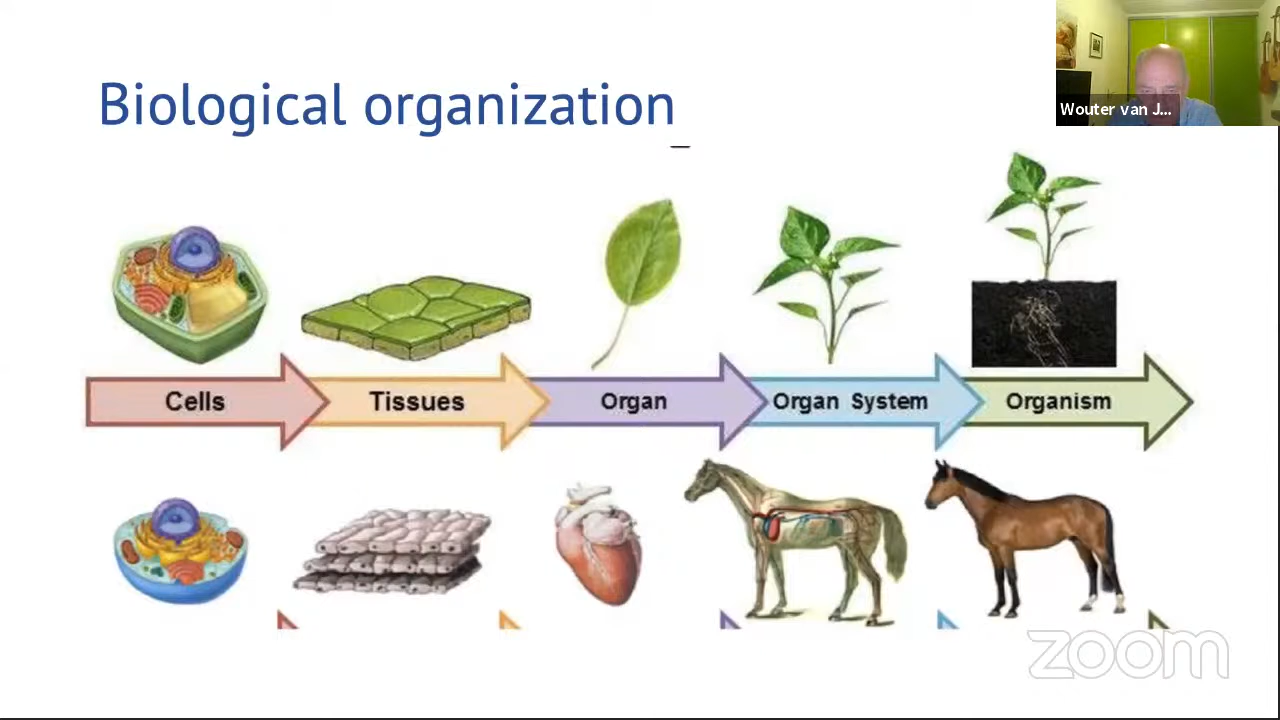 Biological organization
Wouter van J...
Cells
Tissues
Organ
Organ System
Organism
zoom